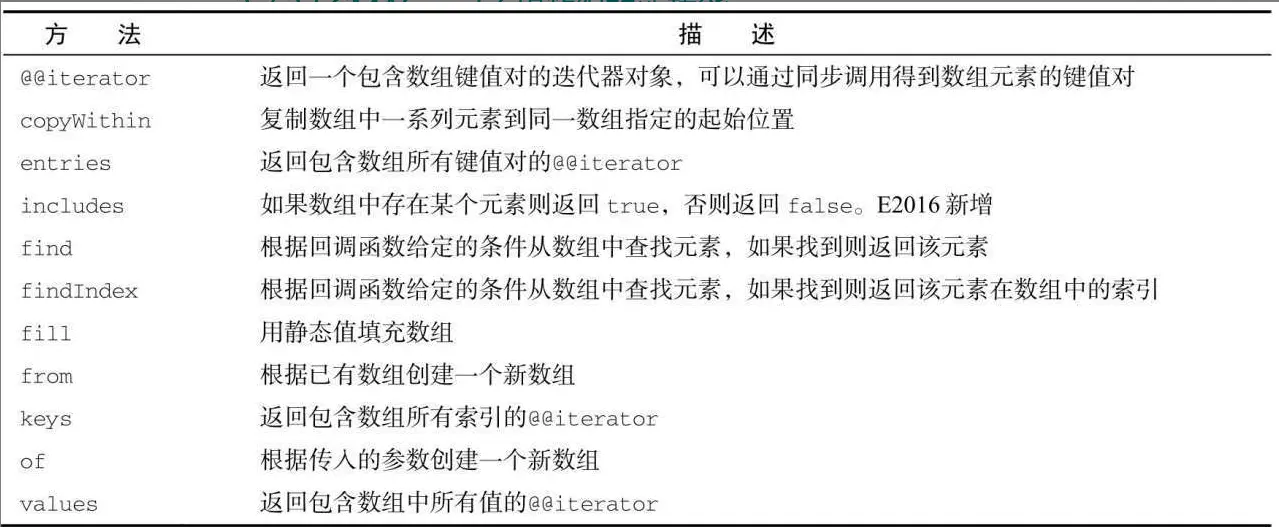 方 法 描 述
@@iterator 返回一个包含数组键值对的迭代器对象，可以通过同步调用得到数组元素的键值对
copyWithin 复制数组中一系列元素到同一数组指定的起始位置
entries 返回包含数组所有键值对的@@iterator
includes 如果数组中存在某个元素则返回 true，否则返回 false。E2016 新增
find 根据回调函数给定的条件从数组中查找元素，如果找到则返回该元素
findIndex 根据回调函数给定的条件从数组中查找元素，如果找到则返回该元素在数组中的索引
fill 用静态值填充数组
from 根据已有数组创建一个新数组
keys 返回包含数组所有索引的@@iterator
of 根据传入的参数创建一个新数组
values 返回包含数组中所有值的@@iterator